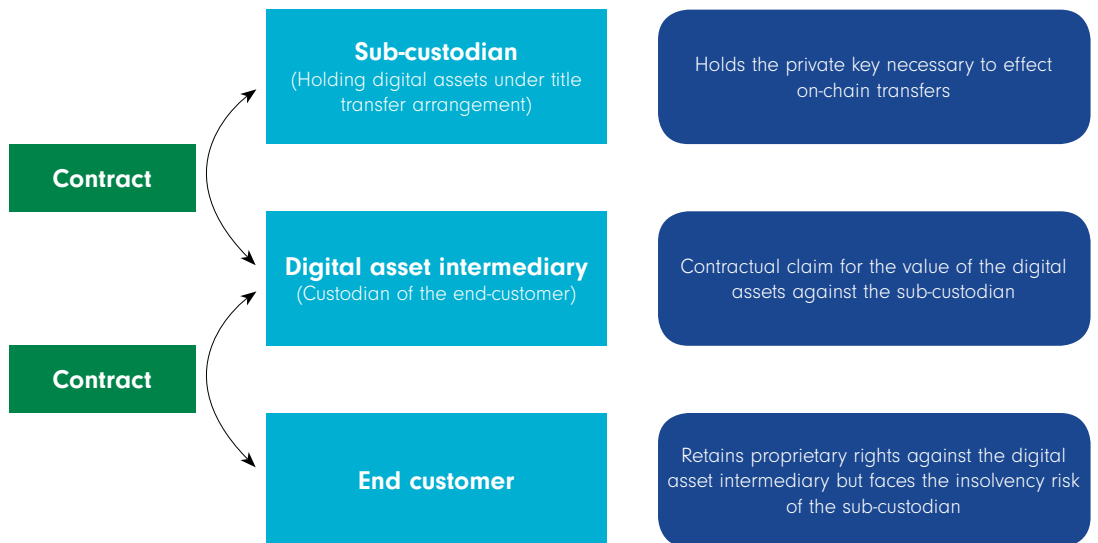 Sub-custodian
(Holding digital assets under title
transfer arrangement)
Holds the private key necessary to effect
on-chain transfers
Contract
Digital asset intermediary
(Custodian of the end-customer)
Contractual claim for the value of the digital
assets against the sub-custodian
Contract
End customer
Retains proprietary rights against the digital
asset intermediary but faces the insolvency risk
of the sub-custodian